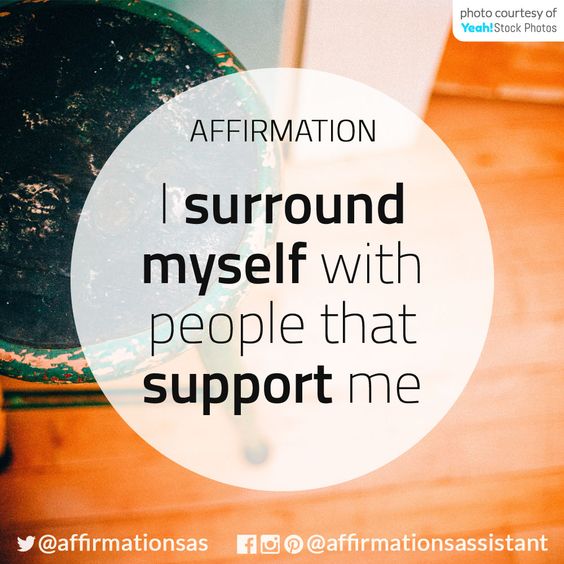 photo courtesy of
Yeah! Stock Photos
AFFIRMATION
I surround
myself with
people that
support me
@affirmationsas @affirmationsassistant